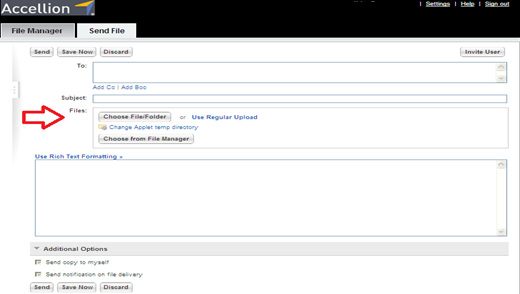 Accellion
Settings | Help | Sign out
File Manager Send File
Send Save Now Discard Invite User
To:
Add Cc | Add Bcc
Subject:
Files: Choose File/Folder or Use Regular Upload
Change Applet temp directory
Choose from File Manager
Use Rich Text Formatting »
Additional Options
Send copy to myself
Send notification on file delivery
Send Save Now Discard